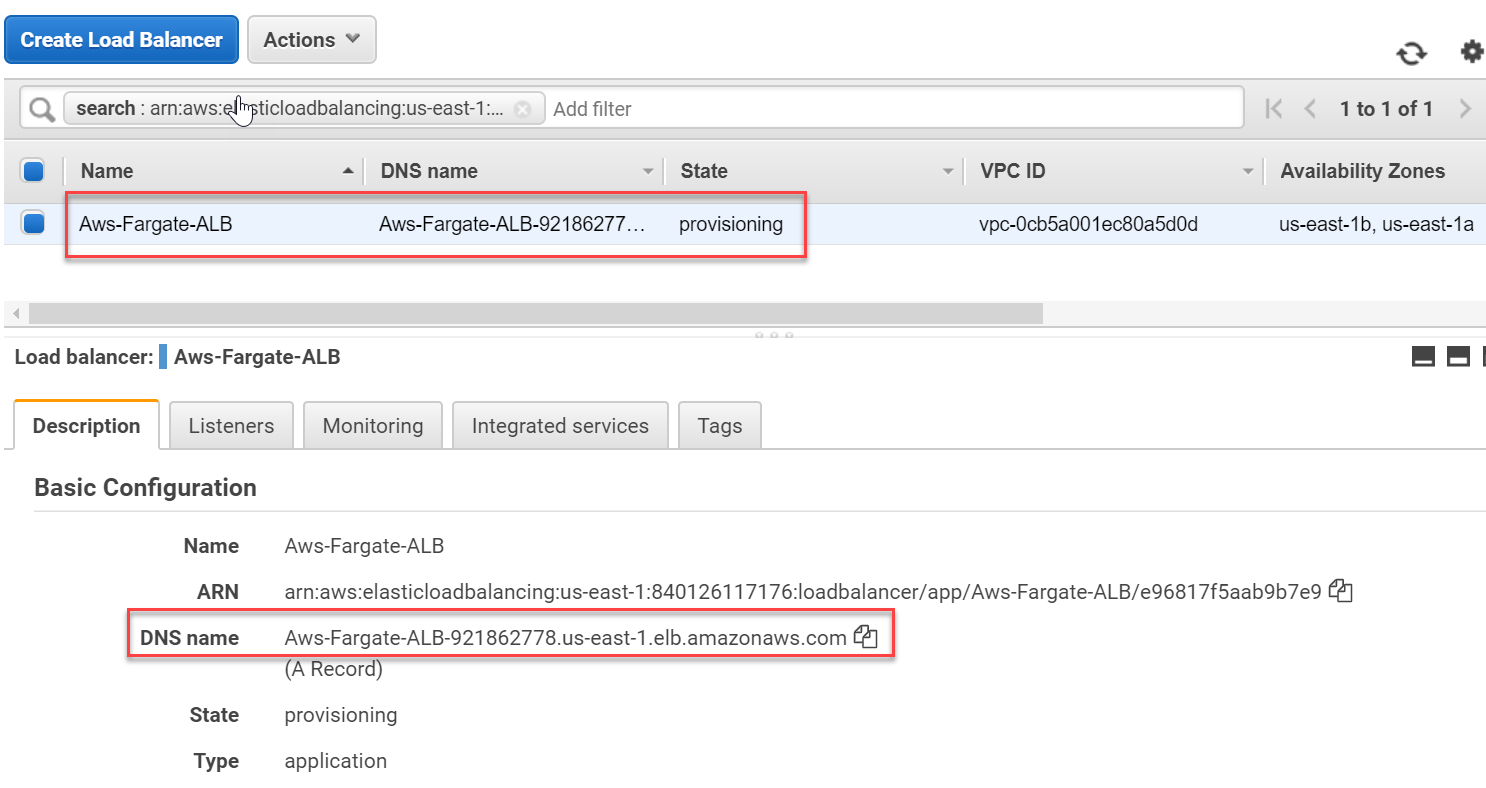 Create Load Balancer Actions
search : arn:aws:elasticloadbalancing:us-east-1:... Add filter 1 to 1 of 1
Name DNS name State VPC ID Availability Zones
Aws-Fargate-ALB Aws-Fargate-ALB-92186277... provisioning vpc-0cb5a001ec80a5d0d us-east-1b, us-east-1a
Load balancer: Aws-Fargate-ALB
Description Listeners Monitoring Integrated services Tags
Basic Configuration
Name Aws-Fargate-ALB
ARN arn:aws:elasticloadbalancing:us-east-1:840126117176:loadbalancer/app/Aws-Fargate-ALB/e96817f5aab9b7e9
DNS name Aws-Fargate-ALB-921862778.us-east-1.elb.amazonaws.com
(A Record)
State provisioning
Type application